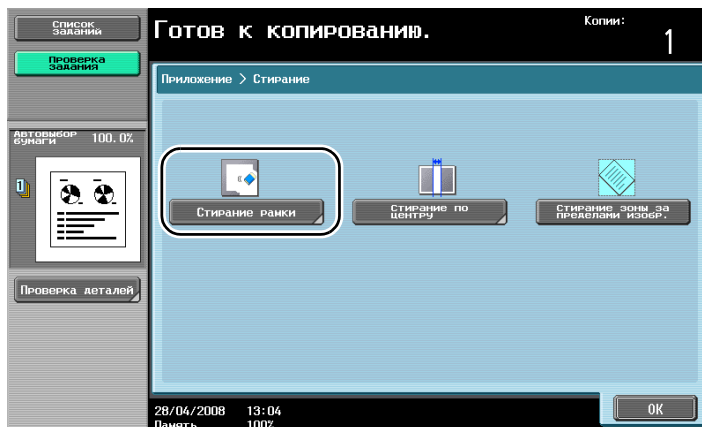 Список
заданий
Проверка
задания
Готов к копированию.
Копии:
1
Приложение > Стирание
Автовыбор
бумаги
100.0%
1
Стирание рамки
Стирание по
центру
Стирание зоны за
пределами изобр.
Проверка деталей
28/04/2008 13:04
Память 100%
OK